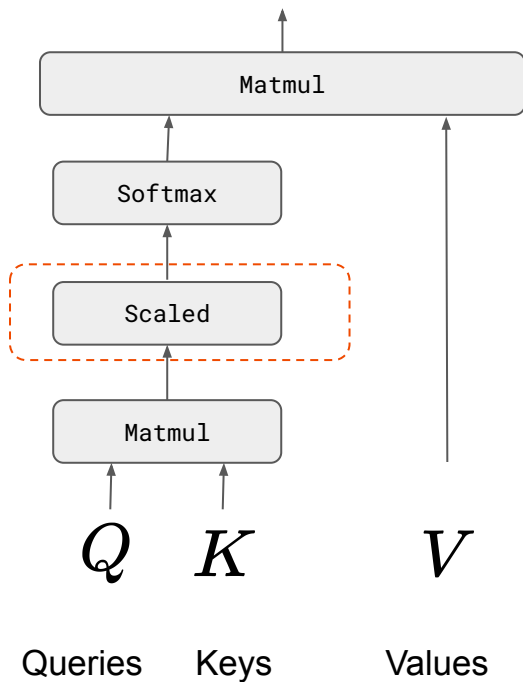 Matmul
Softmax
Scaled
Matmul
Q K V
Queries Keys Values